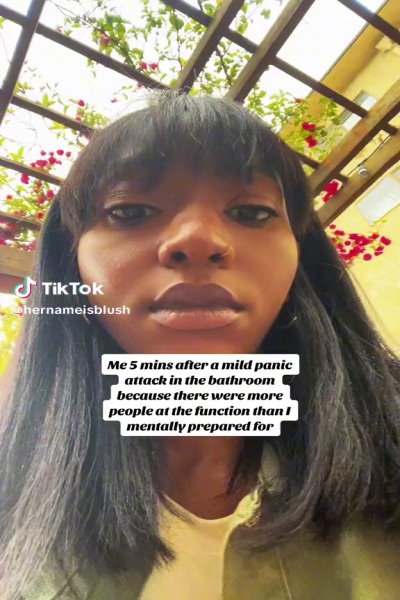 TikTok
@hernameisblush
Me 5 mins after a mild panic
attack in the bathroom
because there were more
people at the function than I
mentally prepared for